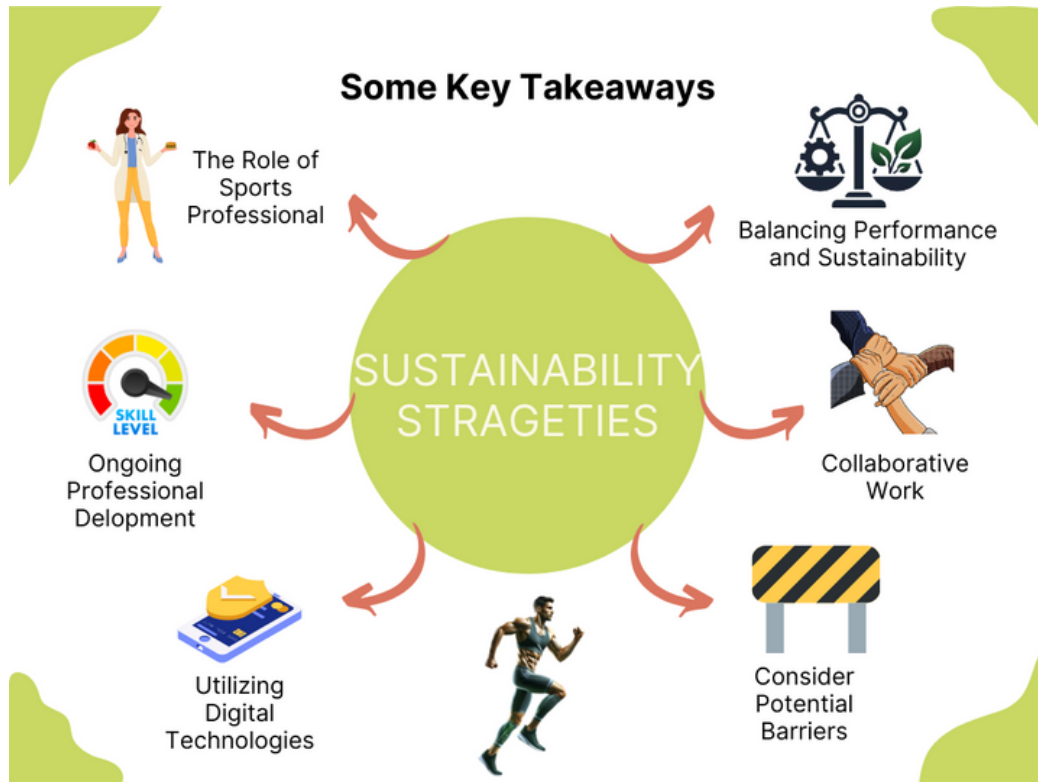 Some Key Takeaways
The Role of
Sports
Professional
Balancing Performance
and Sustainability
SUSTAINABILITY
STRAGETIES
SKILL
LEVEL
Ongoing
Professional
Delopment
Collaborative
Work
Utilizing
Digital
Technologies
Consider
Potential
Barriers